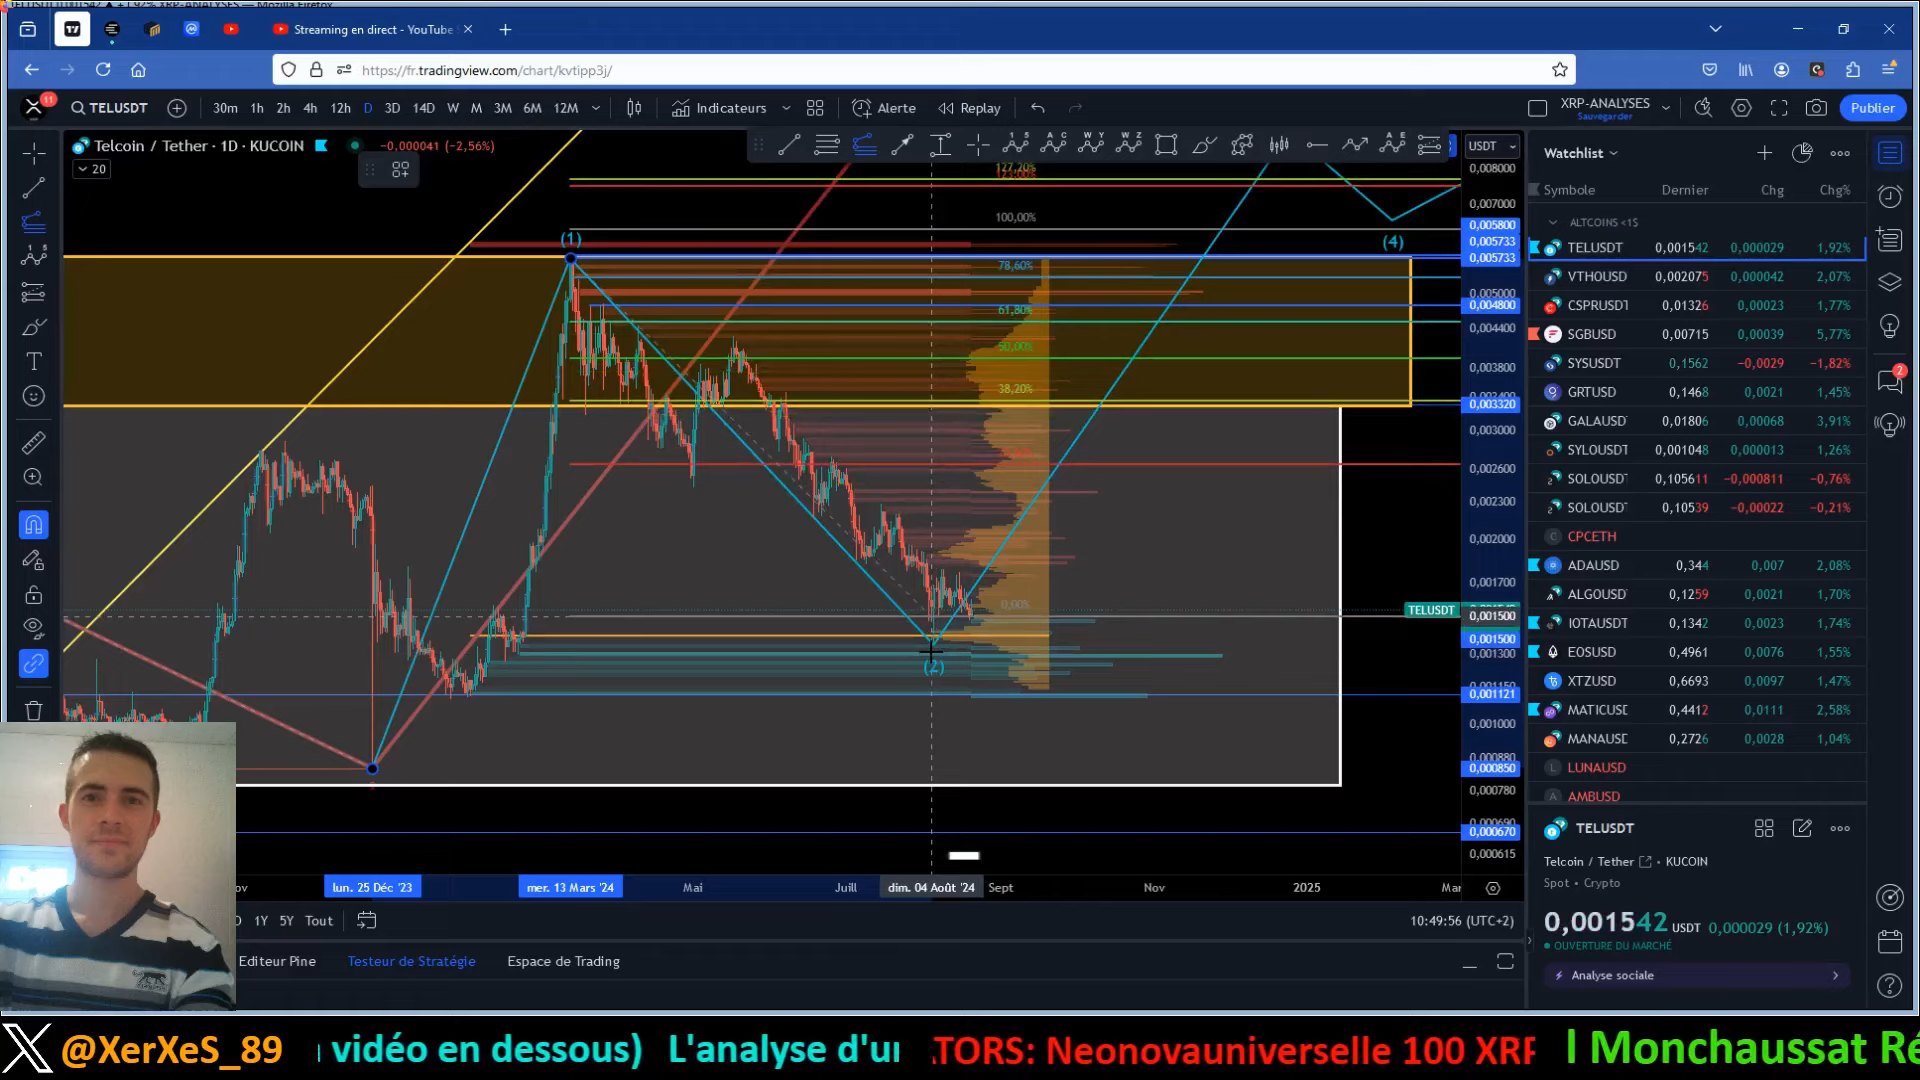 Streaming en direct - YouTube
https://fr.tradingview.com/chart/kvtipp3j/
11
TELUSDT
30m 1h 2h 4h 12h D 3D 14D W M 3M 6M 12M
Indicateurs
Alerte
Replay
XRP-ANALYSES
Sauvegarder
Publier
Telcoin / Tether · 1D · KUCOIN
−0,000041 (−2,56%)
20
USDT
Watchlist
Symbole Dernier Chg Chg%
ALTCOINS <1$
TELUSDT 0,001542 0,000029 1,92%
VTHOUSD 0,002075 0,000042 2,07%
CSPRUSDT 0,01326 0,00023 1,77%
SGBUSD 0,00715 0,00039 5,77%
SYSUSDT 0,1562 −0,0029 −1,82%
GRTUSD 0,1468 0,0021 1,45%
GALAUSD 0,01806 0,00068 3,91%
SYLOUSDT 0,001048 0,000013 1,26%
SOLOUSD 0,105611 −0,000811 −0,76%
SOLOUSD 0,10539 −0,00022 −0,21%
CPCETH
ADAUSD 0,344 0,007 2,08%
ALGOUSD 0,1259 0,0021 1,70%
IOTAUSDT 0,1342 0,0023 1,74%
EOSUSD 0,4961 0,0076 1,55%
XTZUSD 0,6693 0,0097 1,47%
MATICUSD 0,4412 0,0111 2,58%
MANAUSD 0,2726 0,0028 1,04%
LUNAUSD
AMBUSD
2
127,20%
100,00%
78,60%
61,80%
50,00%
38,20%
0,00%
(1)
(2)
(4)
0,008000
0,007000
0,005800
0,005733
0,005733
0,005000
0,004800
0,004400
0,003800
0,003320
0,003000
0,002600
0,002300
0,002000
0,001700
TELUSDT
0,001500
0,001500
0,001300
0,001121
0,001000
0,000850
0,000780
0,000670
0,000615
lun. 25 Déc '23
mer. 13 Mars '24
Mai
Juill
dim. 04 Août '24
Sept
Nov
2025
1Y 5Y Tout
10:49:56 (UTC+2)
Editeur Pine
Testeur de Stratégie
Espace de Trading
TELUSDT
Telcoin / Tether
KUCOIN
Spot • Crypto
0,001542 USDT 0,000029 (1,92%)
OUVERTURE DU MARCHÉ
Analyse sociale
@XerXeS_89
vidéo en dessous) L'analyse d'un
TORS: Neonovauniverselle 100 XRP
l Monchaussat Ré